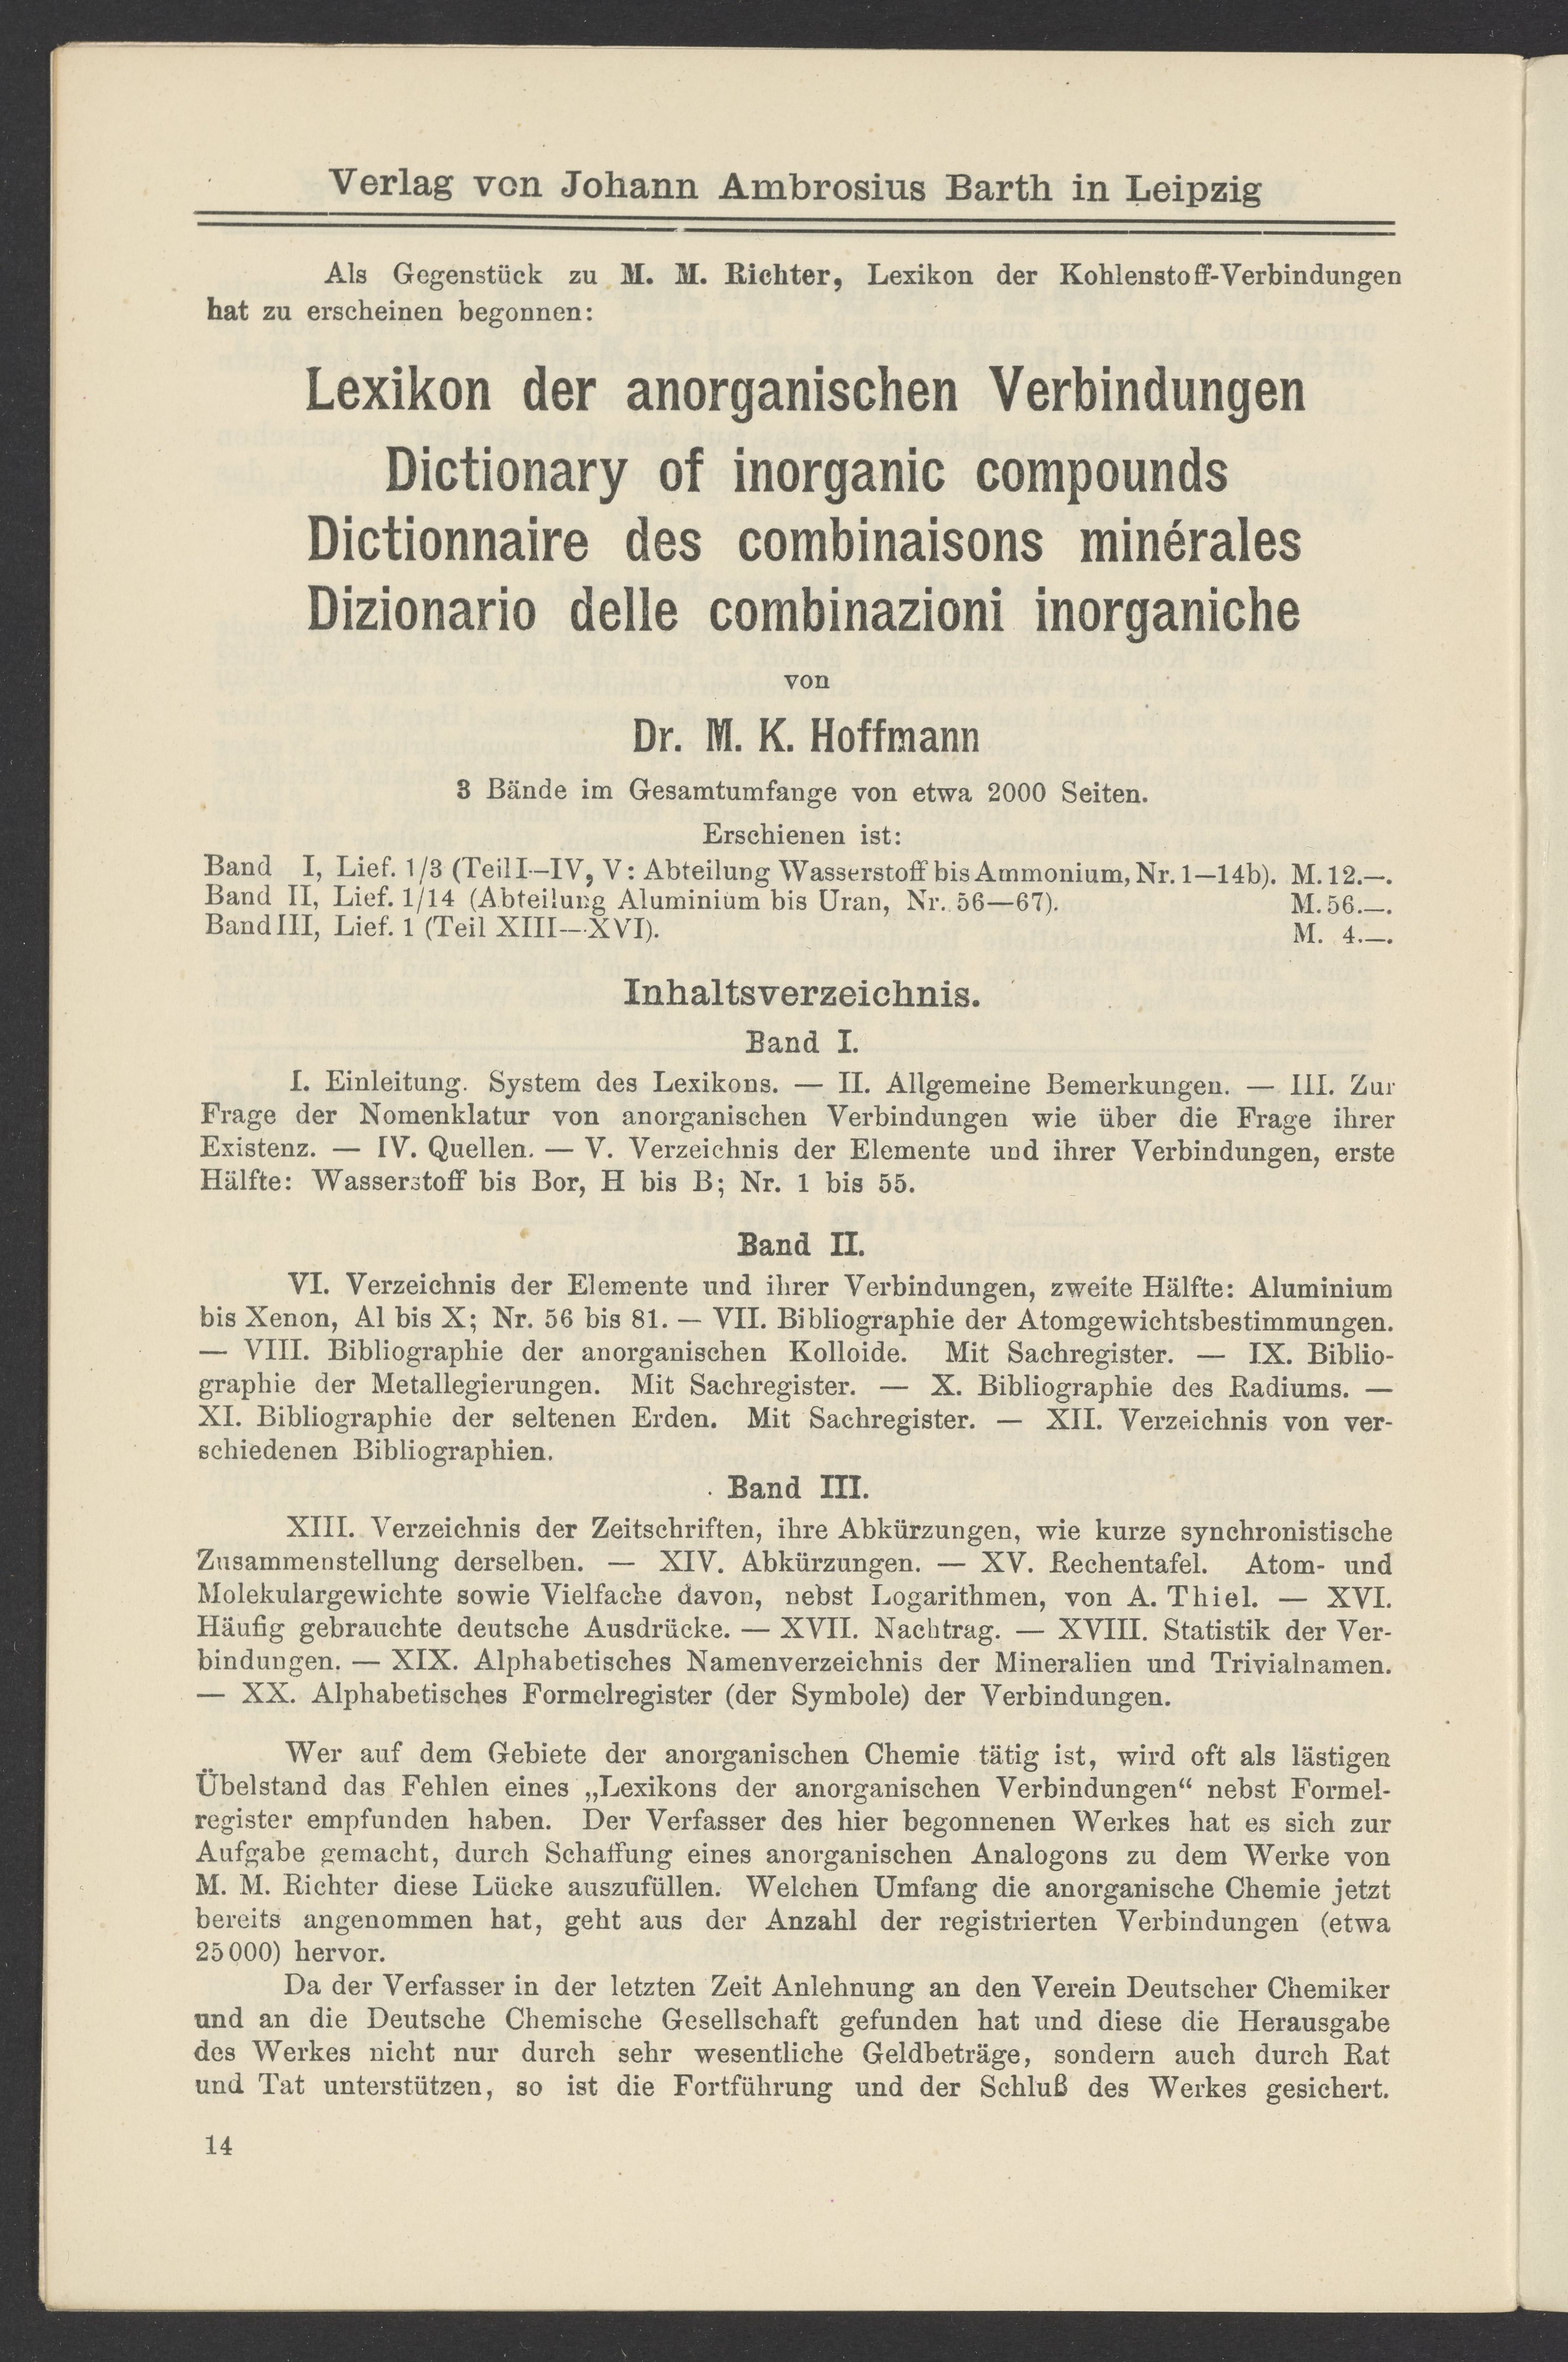 Verlag von Johann Ambrosius Barth in Leipzig
Als Gegenstück zu M. M. Richter, Lexikon der Kohlenstoff-Verbindungen
hat zu erscheinen begonnen:
Lexikon der anorganischen Verbindungen
Dictionary of inorganic compounds
Dictionnaire des combinaisons minérales
Dizionario delle combinazioni inorganiche
von
Dr. M. K. Hoffmann
3 Bände im Gesamtumfange von etwa 2000 Seiten.
Erschienen ist:
Band I, Lief. 1/3 (Teil I—IV, V: Abteilung Wasserstoff bis Ammonium, Nr. 1—14b). M. 12.—.
Band II, Lief. 1/14 (Abteilung Aluminium bis Uran, Nr. 56—67). M. 56.—.
Band III, Lief. 1 (Teil XIII—XVI). M. 4.—.
Inhaltsverzeichnis.
Band I.
I. Einleitung. System des Lexikons. — II. Allgemeine Bemerkungen. — III. Zur
Frage der Nomenklatur von anorganischen Verbindungen wie über die Frage ihrer
Existenz. — IV. Quellen. — V. Verzeichnis der Elemente und ihrer Verbindungen, erste
Hälfte: Wasserstoff bis Bor, H bis B; Nr. 1 bis 55.
Band II.
VI. Verzeichnis der Elemente und ihrer Verbindungen, zweite Hälfte: Aluminium
bis Xenon, Al bis X; Nr. 56 bis 81. — VII. Bibliographie der Atomgewichtsbestimmungen.
— VIII. Bibliographie der anorganischen Kolloide. Mit Sachregister. — IX. Biblio-
graphie der Metallegierungen. Mit Sachregister. — X. Bibliographie des Radiums. —
XI. Bibliographie der seltenen Erden. Mit Sachregister. — XII. Verzeichnis von ver-
schiedenen Bibliographien.
Band III.
XIII. Verzeichnis der Zeitschriften, ihre Abkürzungen, wie kurze synchronistische
Zusammenstellung derselben. — XIV. Abkürzungen. — XV. Rechentafel. Atom- und
Molekulargewichte sowie Vielfache davon, nebst Logarithmen, von A. Thiel. — XVI.
Häufig gebrauchte deutsche Ausdrücke. — XVII. Nachtrag. — XVIII. Statistik der Ver-
bindungen. — XIX. Alphabetisches Namenverzeichnis der Mineralien und Trivialnamen.
— XX. Alphabetisches Formelregister (der Symbole) der Verbindungen.
Wer auf dem Gebiete der anorganischen Chemie tätig ist, wird oft als lästigen
Übelstand das Fehlen eines „Lexikons der anorganischen Verbindungen“ nebst Formel-
register empfunden haben. Der Verfasser des hier begonnenen Werkes hat es sich zur
Aufgabe gemacht, durch Schaffung eines anorganischen Analogons zu dem Werke von
M. M. Richter diese Lücke auszufüllen. Welchen Umfang die anorganische Chemie jetzt
bereits angenommen hat, geht aus der Anzahl der registrierten Verbindungen (etwa
25000) hervor.
Da der Verfasser in der letzten Zeit Anlehnung an den Verein Deutscher Chemiker
und an die Deutsche Chemische Gesellschaft gefunden hat und diese die Herausgabe
des Werkes nicht nur durch sehr wesentliche Geldbeträge, sondern auch durch Rat
und Tat unterstützen, so ist die Fortführung und der Schluß des Werkes gesichert.
14